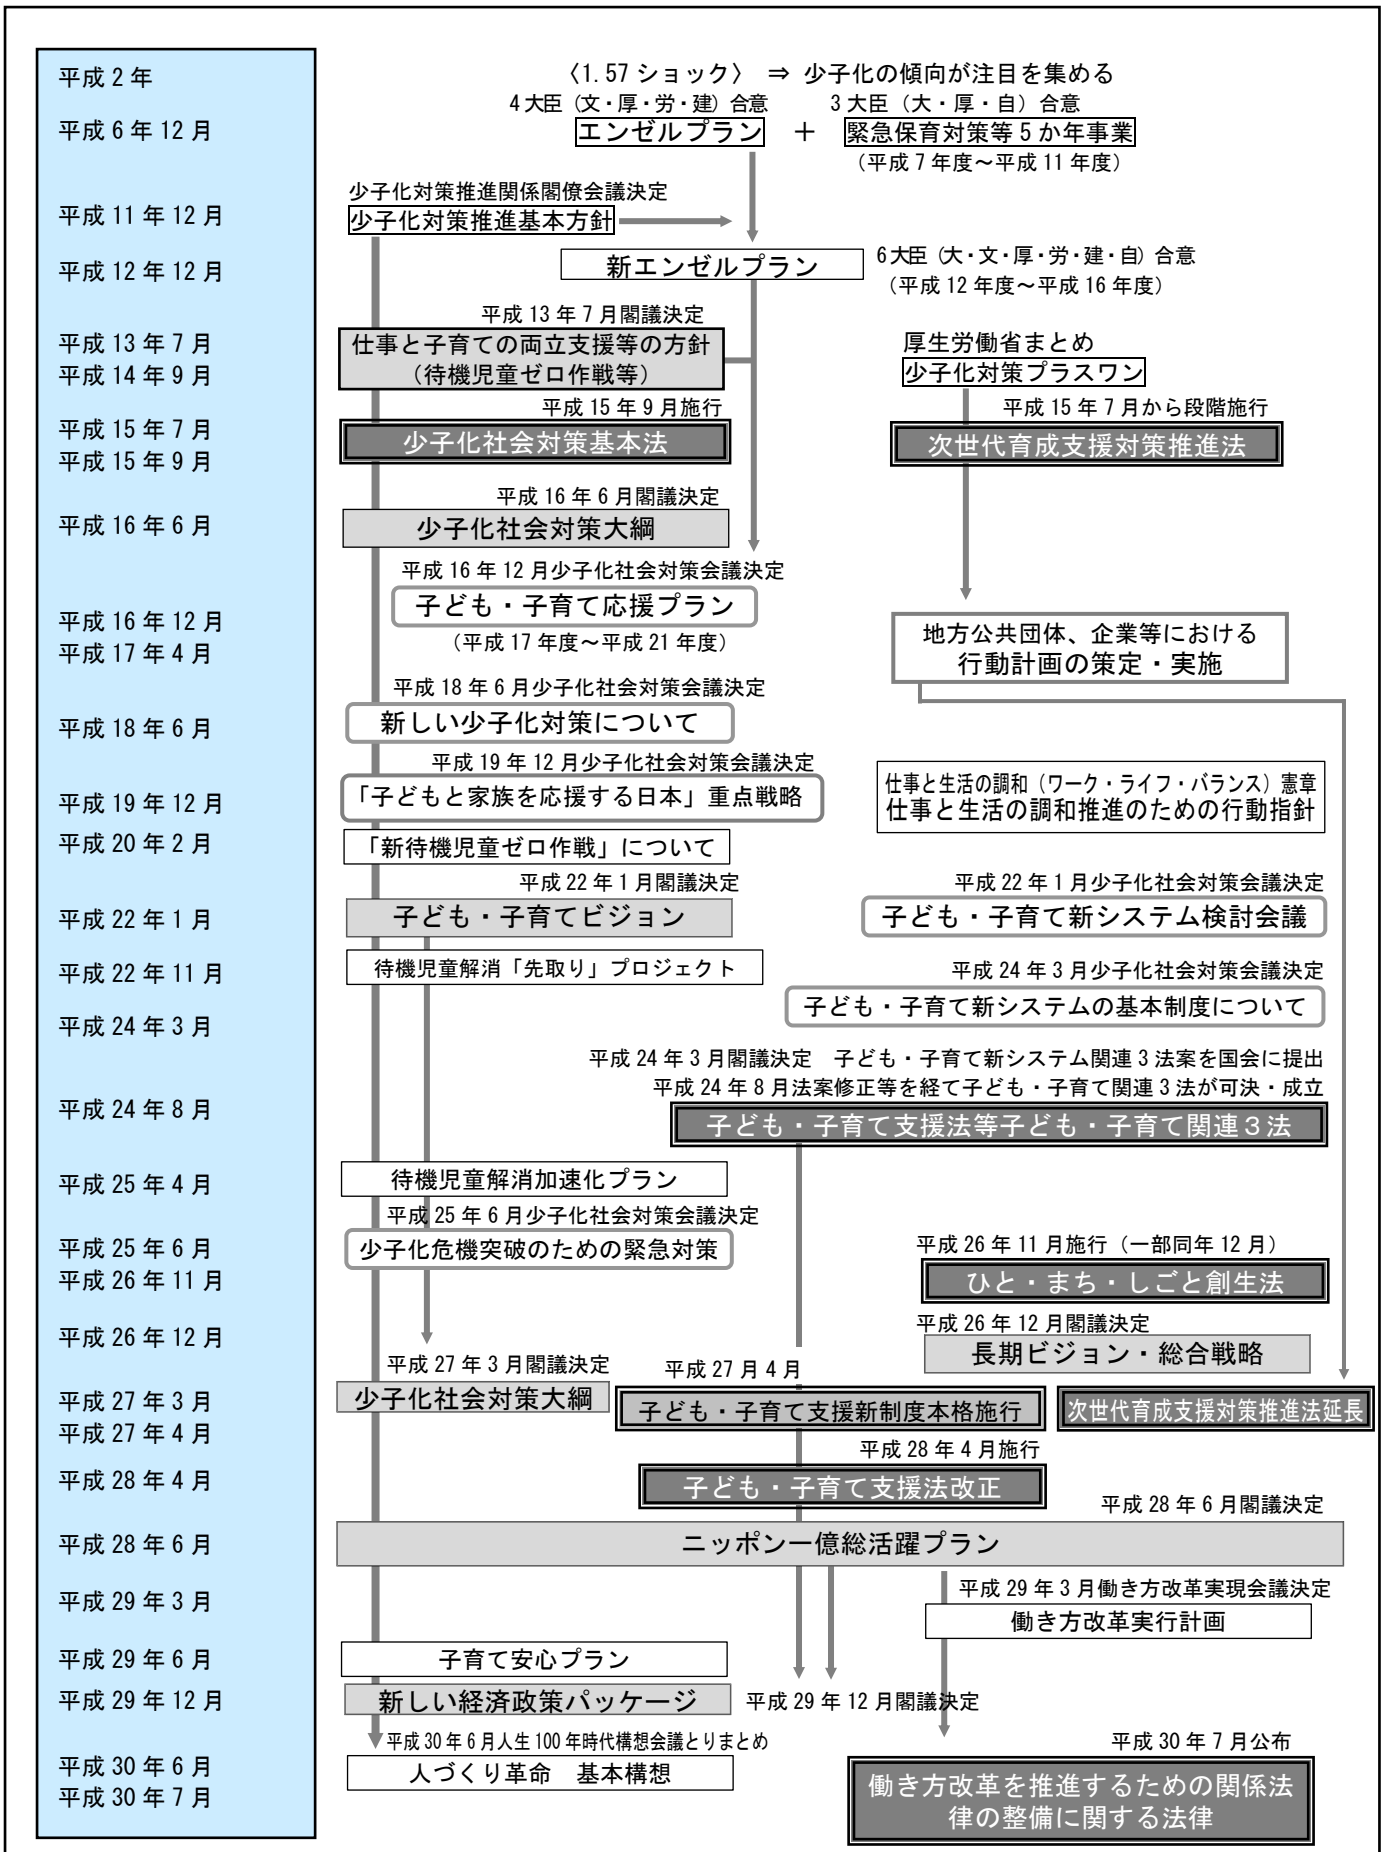 平成2年
〈1.57ショック〉 ⇒ 少子化の傾向が注目を集める
4大臣（文・厚・労・建）合意
3大臣（大・厚・自）合意
平成6年12月
エンゼルプラン ＋ 緊急保育対策等5か年事業
（平成7年度～平成11年度）
少子化対策推進関係閣僚会議決定
平成11年12月
少子化対策推進基本方針
平成12年12月
新エンゼルプラン
6大臣（大・文・厚・労・建・自）合意
（平成12年度～平成16年度）
平成13年7月閣議決定
平成13年7月
平成14年9月
仕事と子育ての両立支援等の方針
（待機児童ゼロ作戦等）
厚生労働省まとめ
少子化対策プラスワン
平成15年9月施行
平成15年7月から段階施行
平成15年7月
平成15年9月
少子化社会対策基本法
次世代育成支援対策推進法
平成16年6月閣議決定
平成16年6月
少子化社会対策大綱
平成16年12月少子化社会対策会議決定
平成16年12月
平成17年4月
子ども・子育て応援プラン
（平成17年度～平成21年度）
地方公共団体、企業等における
行動計画の策定・実施
平成18年6月少子化社会対策会議決定
平成18年6月
新しい少子化対策について
平成19年12月少子化社会対策会議決定
平成19年12月
「子どもと家族を応援する日本」重点戦略
仕事と生活の調和（ワーク・ライフ・バランス）憲章
仕事と生活の調和推進のための行動指針
平成20年2月
「新待機児童ゼロ作戦」について
平成22年1月閣議決定
平成22年1月少子化社会対策会議決定
平成22年1月
子ども・子育てビジョン
子ども・子育て新システム検討会議
平成22年11月
待機児童解消「先取り」プロジェクト
平成24年3月少子化社会対策会議決定
平成24年3月
子ども・子育て新システムの基本制度について
平成24年3月閣議決定　子ども・子育て新システム関連3法案を国会に提出
平成24年8月法案修正等を経て子ども・子育て関連3法が可決・成立
平成24年8月
子ども・子育て支援法等子ども・子育て関連３法
平成25年4月
待機児童解消加速化プラン
平成25年6月少子化社会対策会議決定
平成25年6月
平成26年11月
少子化危機突破のための緊急対策
平成26年11月施行（一部同年12月）
ひと・まち・しごと創生法
平成26年12月
平成26年12月閣議決定
長期ビジョン・総合戦略
平成27年3月閣議決定
平成27年4月
平成27年3月
平成27年4月
少子化社会対策大綱
子ども・子育て支援新制度本格施行
次世代育成支援対策推進法延長
平成28年4月施行
平成28年4月
子ども・子育て支援法改正
平成28年6月閣議決定
平成28年6月
ニッポン一億総活躍プラン
平成29年3月働き方改革実現会議決定
平成29年3月
働き方改革実行計画
平成29年6月
子育て安心プラン
平成29年12月
新しい経済政策パッケージ
平成29年12月閣議決定
平成30年6月人生100年時代構想会議とりまとめ
平成30年7月公布
平成30年6月
平成30年7月
人づくり革命　基本構想
働き方改革を推進するための関係法
律の整備に関する法律